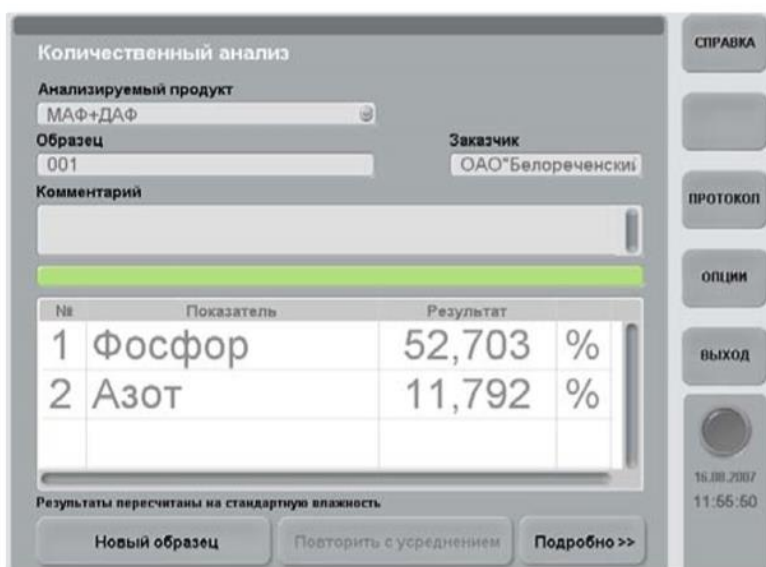 Количественный анализ
Анализируемый продукт
МАФ+ДАФ
Образец
Заказчик
001
ОАО"Белореченский
Комментарий
№ Показатель Результат
1 Фосфор 52,703 %
2 Азот 11,792 %
Результаты пересчитаны на стандартную влажность
Новый образец
Повторить с усреднением
Подробно >>
СПРАВКА
ПРОТОКОЛ
ОПЦИИ
ВЫХОД
16.08.2007
11:55:50